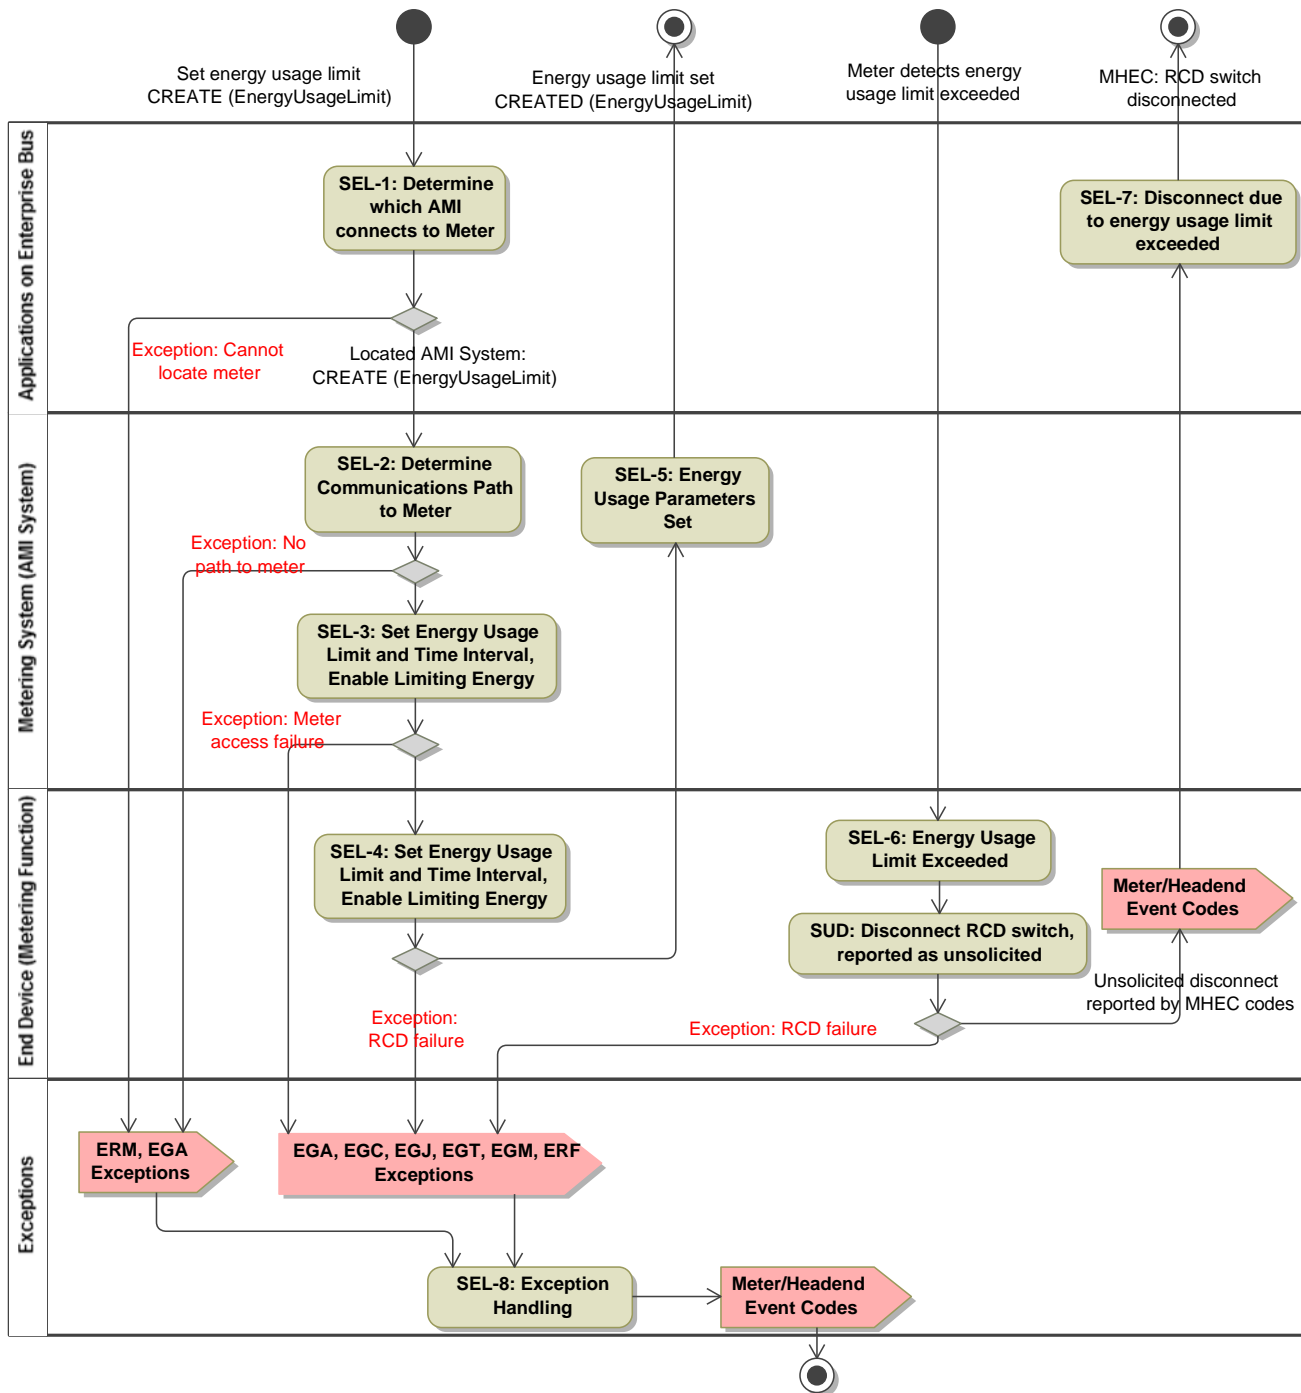 Set energy usage limit
CREATE (EnergyUsageLimit)
Energy usage limit set
CREATED (EnergyUsageLimit)
Meter detects energy
usage limit exceeded
MHEC: RCD switch
disconnected
Applications on Enterprise Bus
SEL-1: Determine
which AMI
connects to Meter
SEL-7: Disconnect due
to energy usage limit
exceeded
Exception: Cannot
locate meter
Located AMI System:
CREATE (EnergyUsageLimit)
Metering System (AMI System)
SEL-2: Determine
Communications Path
to Meter
SEL-5: Energy
Usage Parameters
Set
Exception: No
path to meter
SEL-3: Set Energy Usage
Limit and Time Interval,
Enable Limiting Energy
Exception: Meter
access failure
End Device (Metering Function)
SEL-4: Set Energy Usage
Limit and Time Interval,
Enable Limiting Energy
SEL-6: Energy Usage
Limit Exceeded
Meter/Headend
Event Codes
SUD: Disconnect RCD switch,
reported as unsolicited
Unsolicited disconnect
reported by MHEC codes
Exception:
RCD failure
Exception: RCD failure
Exceptions
ERM, EGA
Exceptions
EGA, EGC, EGJ, EGT, EGM, ERF
Exceptions
SEL-8: Exception
Handling
Meter/Headend
Event Codes